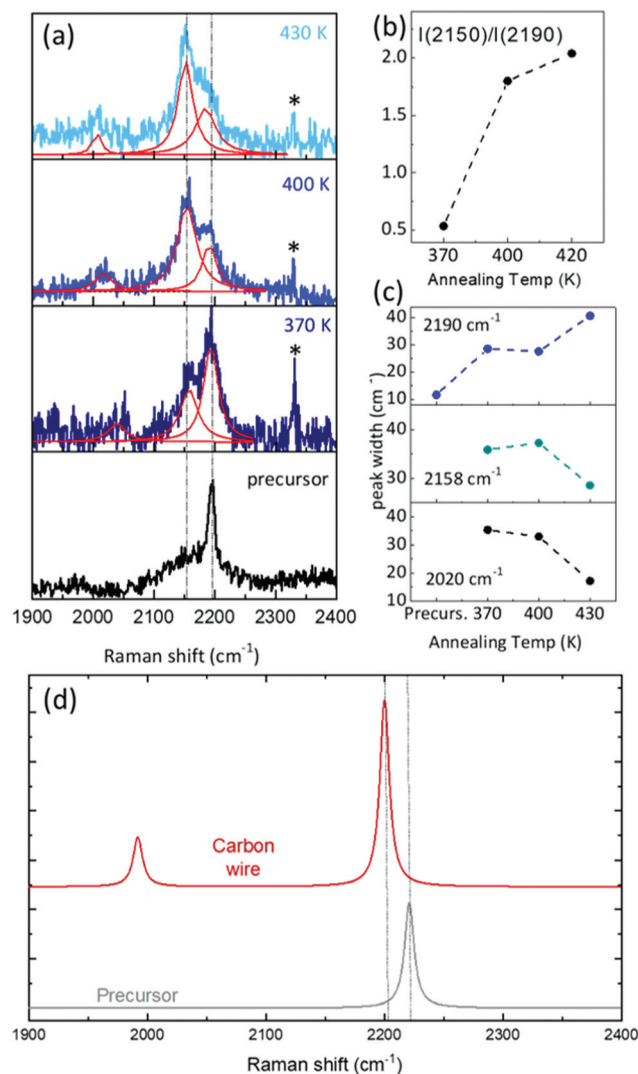 (a)
430 K
*
400 K
*
370 K
*
precursor
1900 2000 2100 2200 2300 2400
Raman shift (cm⁻¹)
(b)
I(2150)/I(2190)
2.0
1.5
1.0
0.5
370 400 420
Annealing Temp (K)
(c)
40
30
20
10
2190 cm⁻¹
40
30
2158 cm⁻¹
40
30
20
10
2020 cm⁻¹
peak width (cm⁻¹)
Precurs. 370 400 430
Annealing Temp (K)
(d)
Carbon
wire
Precursor
1900 2000 2100 2200 2300 2400
Raman shift (cm⁻¹)